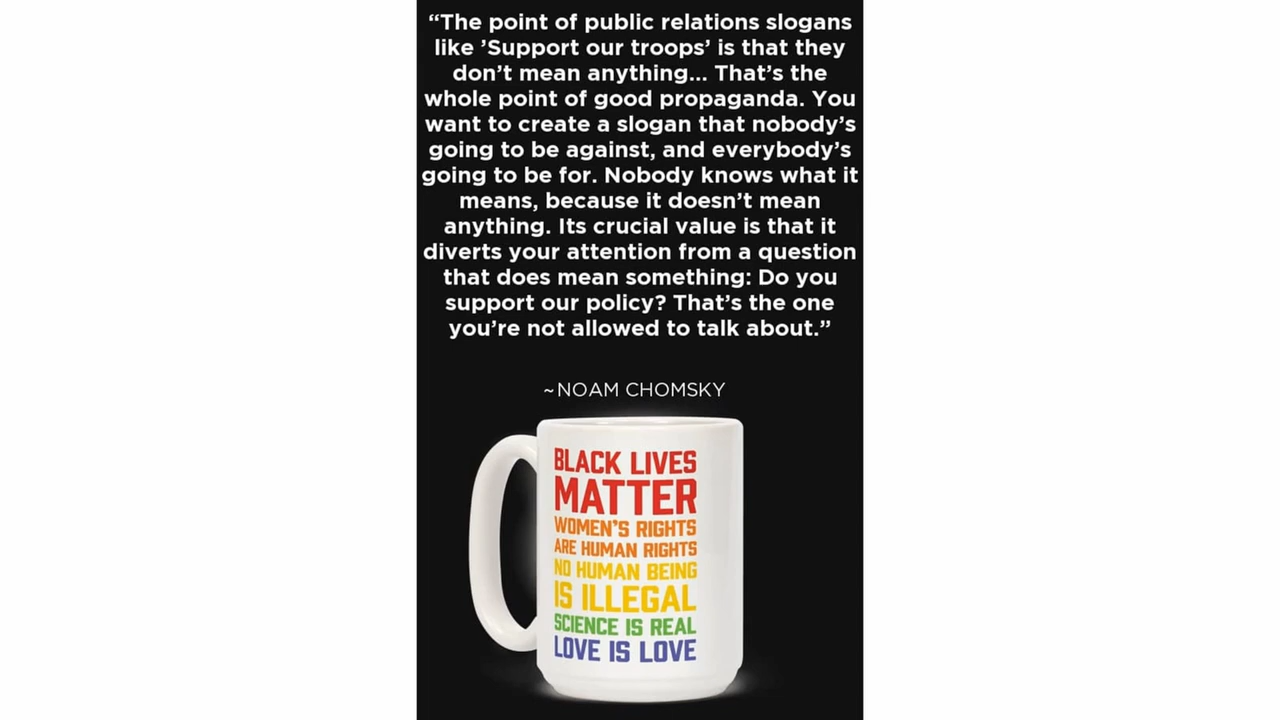 “The point of public relations slogans
like ’Support our troops’ is that they
don’t mean anything... That’s the
whole point of good propaganda. You
want to create a slogan that nobody’s
going to be against, and everybody’s
going to be for. Nobody knows what it
means, because it doesn’t mean
anything. Its crucial value is that it
diverts your attention from a question
that does mean something: Do you
support our policy? That’s the one
you’re not allowed to talk about.”
~NOAM CHOMSKY
BLACK LIVES
MATTER
WOMEN’S RIGHTS
ARE HUMAN RIGHTS
NO HUMAN BEING
IS ILLEGAL
SCIENCE IS REAL
LOVE IS LOVE